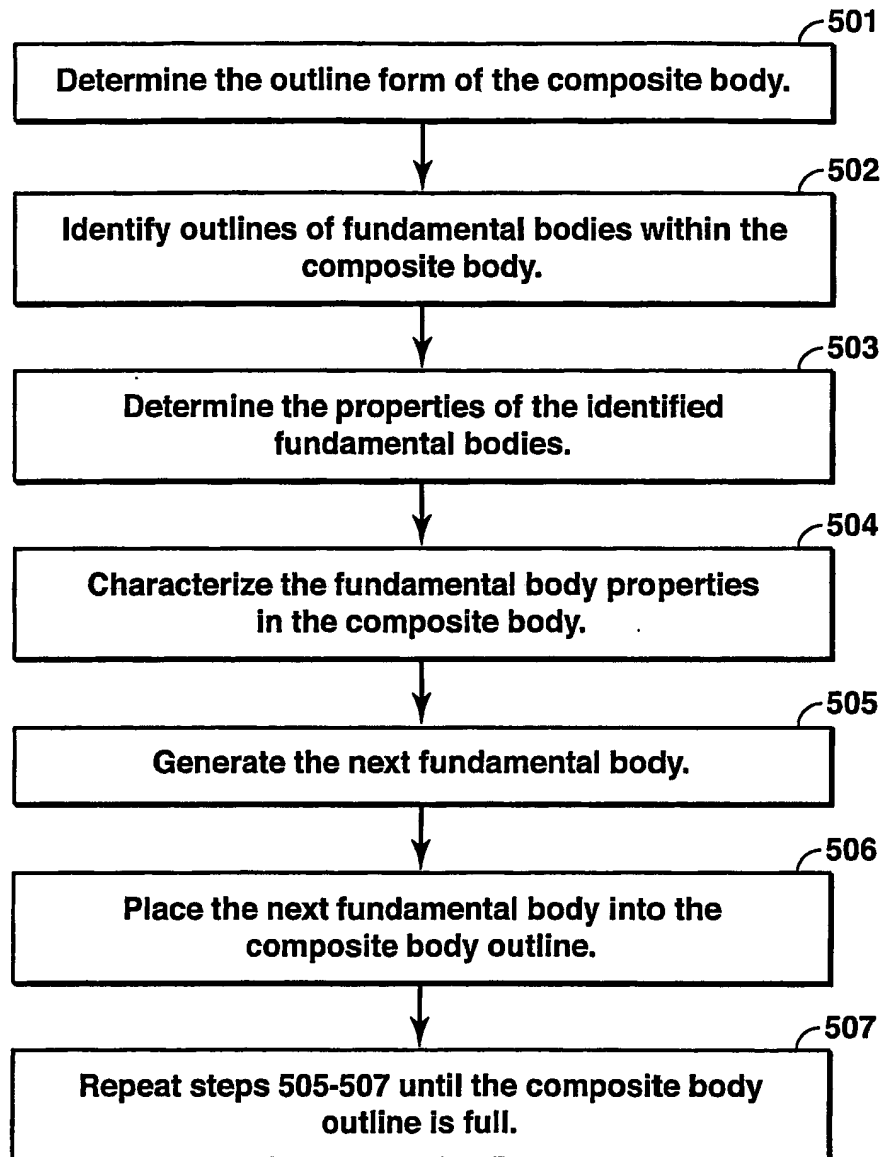 501
Determine the outline form of the composite body.
502
Identify outlines of fundamental bodies within the
composite body.
503
Determine the properties of the identified
fundamental bodies.
504
Characterize the fundamental body properties
in the composite body.
505
Generate the next fundamental body.
506
Place the next fundamental body into the
composite body outline.
507
Repeat steps 505-507 until the composite body
outline is full.